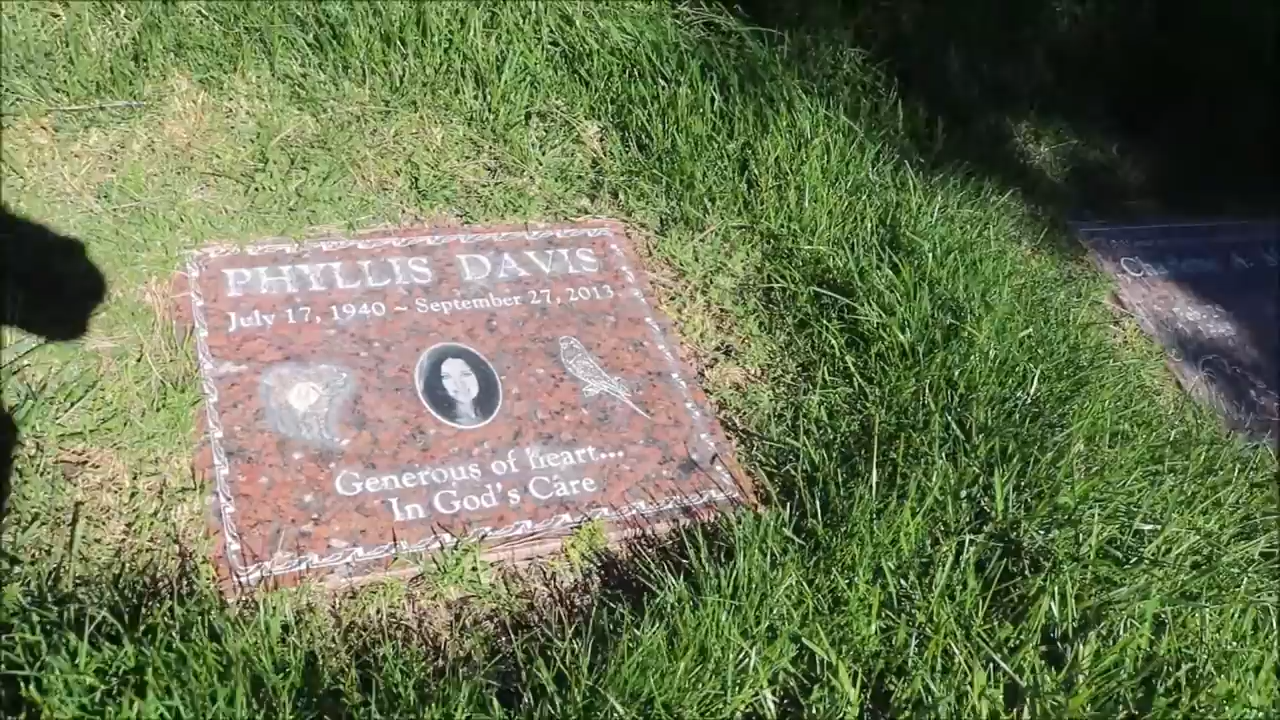 PHYLLIS DAVIS
July 17, 1940 ~ September 27, 2013
Generous of heart...
In God's Care